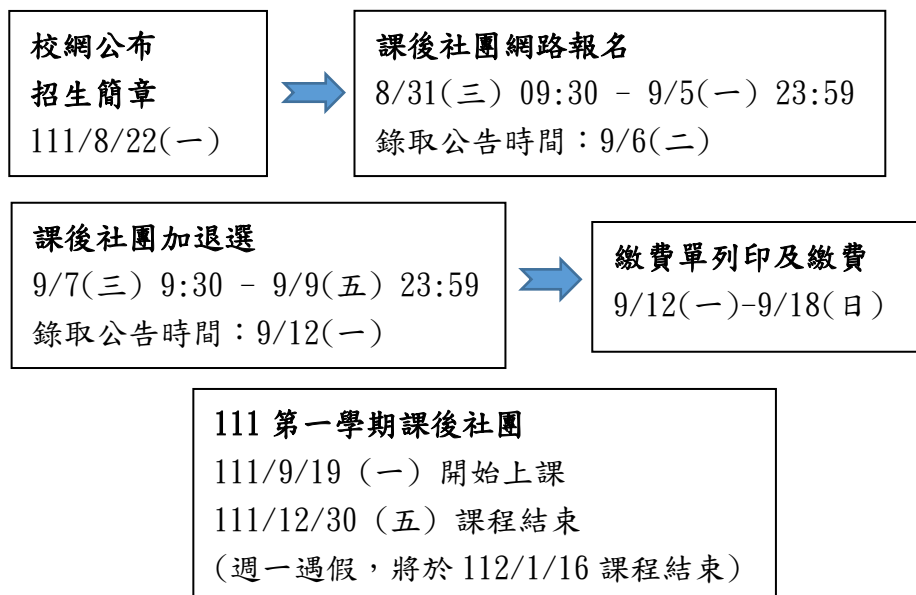 校網公布
招生簡章
111/8/22(一)
課後社團網路報名
8/31(三) 09:30 - 9/5(一) 23:59
錄取公告時間：9/6(二)
課後社團加退選
9/7(三) 9:30 - 9/9(五) 23:59
錄取公告時間：9/12(一)
繳費單列印及繳費
9/12(一)-9/18(日)
111 第一學期課後社團
111/9/19 (一) 開始上課
111/12/30 (五) 課程結束
(週一遇假，將於 112/1/16 課程結束)